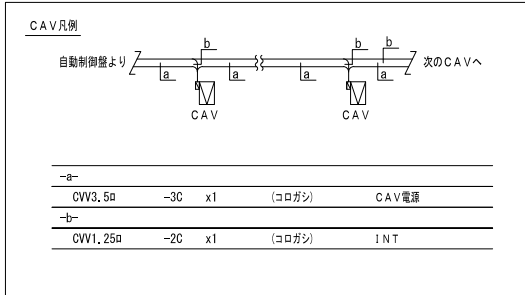 CAV凡例
b b b
自動制御盤より 次のCAVへ
a a a a
CAV CAV
-a-
CVV3.5□ -3C x1 (コロガシ) CAV電源
-b-
CVV1.25□ -2C x1 (コロガシ) INT